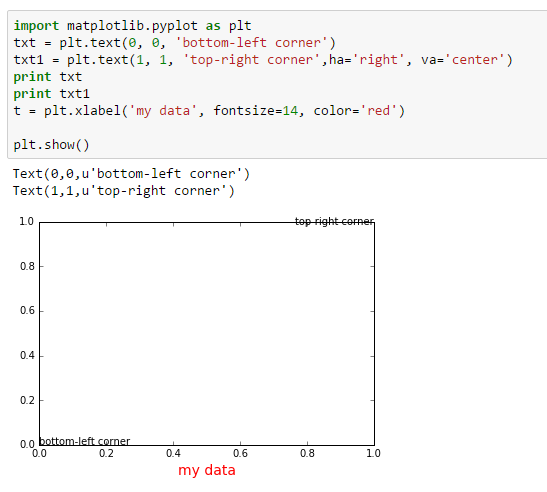 import matplotlib.pyplot as plt
txt = plt.text(0, 0, 'bottom-left corner')
txt1 = plt.text(1, 1, 'top-right corner',ha='right', va='center')
print txt
print txt1
t = plt.xlabel('my data', fontsize=14, color='red')
plt.show()
Text(0,0,u'bottom-left corner')
Text(1,1,u'top-right corner')
1.0
top-right corner
0.8
0.6
0.4
0.2
0.0
bottom-left corner
0.0 0.2 0.4 0.6 0.8 1.0
my data